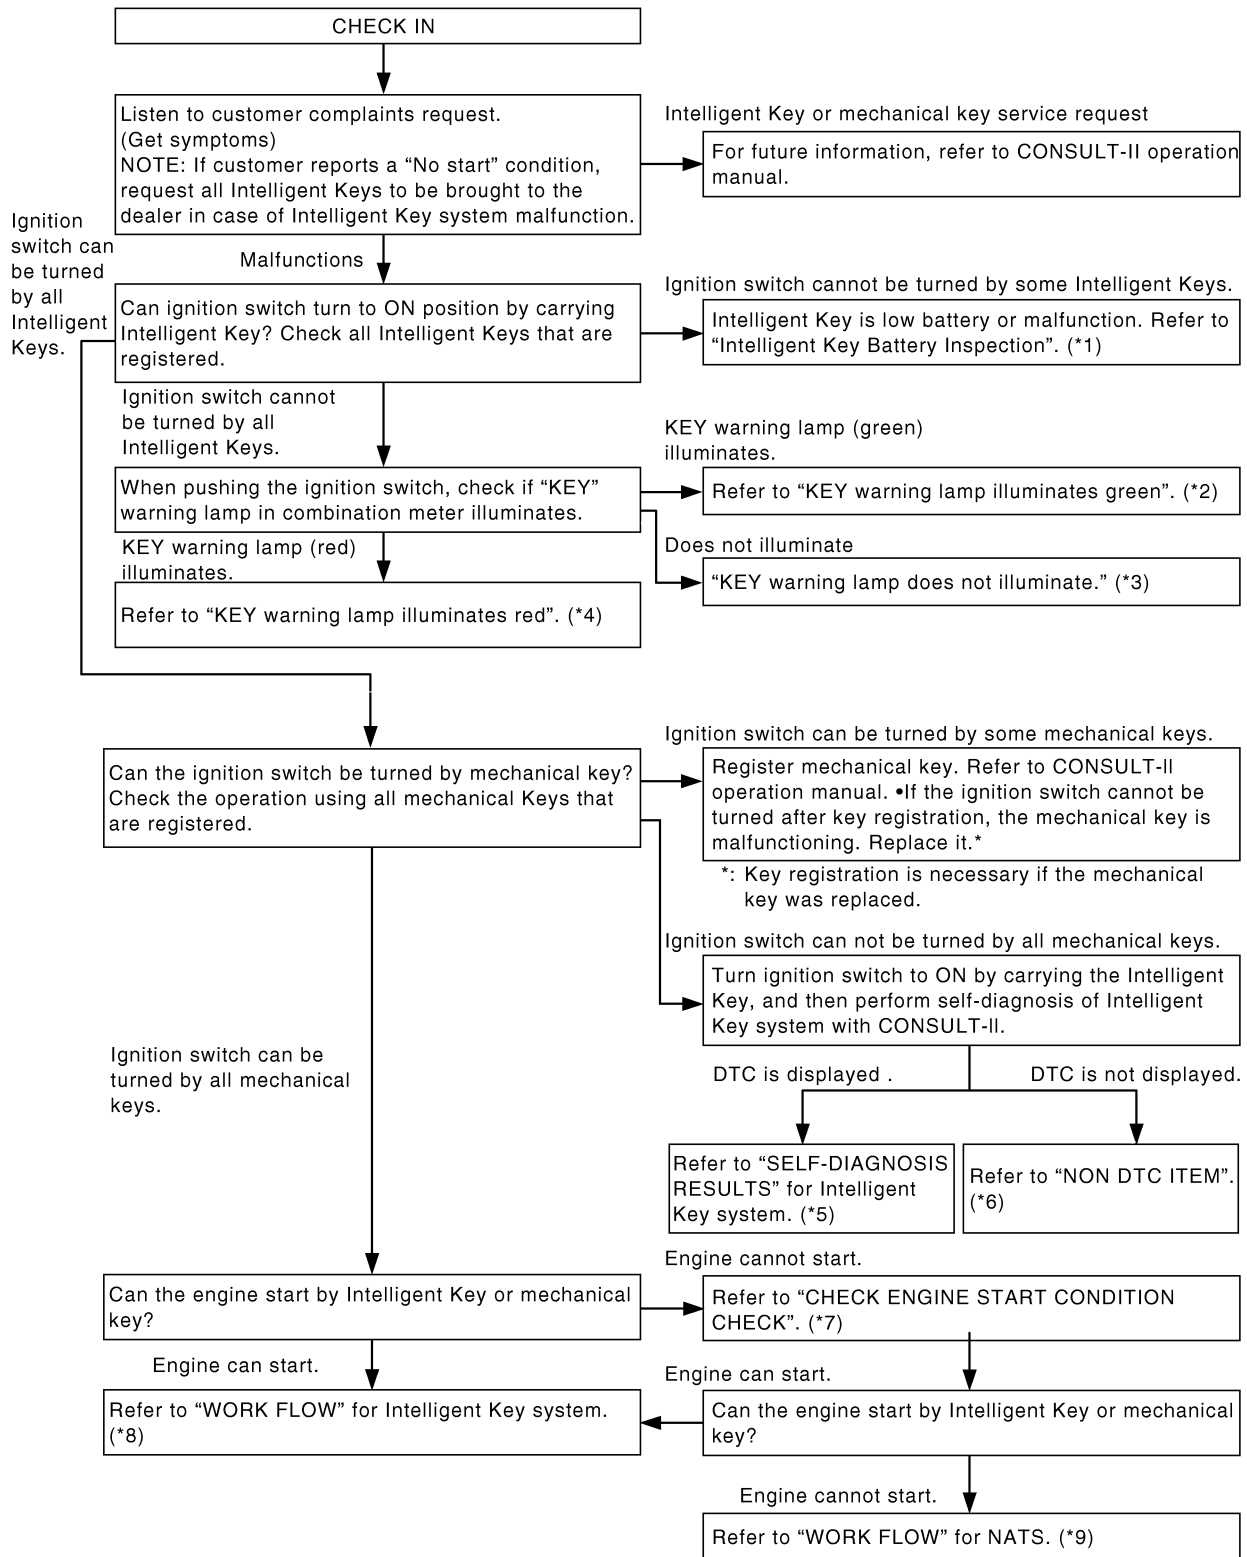 CHECK IN
Listen to customer complaints request.
(Get symptoms)
NOTE: If customer reports a “No start” condition,
request all Intelligent Keys to be brought to the
dealer in case of Intelligent Key system malfunction.
Intelligent Key or mechanical key service request
For future information, refer to CONSULT-II operation
manual.
Ignition
switch can
be turned
by all
Intelligent
Keys.
Malfunctions
Can ignition switch turn to ON position by carrying
Intelligent Key? Check all Intelligent Keys that are
registered.
Ignition switch cannot be turned by some Intelligent Keys.
Intelligent Key is low battery or malfunction. Refer to
“Intelligent Key Battery Inspection”. (*1)
Ignition switch cannot
be turned by all
Intelligent Keys.
When pushing the ignition switch, check if “KEY”
warning lamp in combination meter illuminates.
KEY warning lamp (green)
illuminates.
Refer to “KEY warning lamp illuminates green”. (*2)
Does not illuminate
“KEY warning lamp does not illuminate.” (*3)
KEY warning lamp (red)
illuminates.
Refer to “KEY warning lamp illuminates red”. (*4)
Can the ignition switch be turned by mechanical key?
Check the operation using all mechanical Keys that
are registered.
Ignition switch can be turned by some mechanical keys.
Register mechanical key. Refer to CONSULT-II
operation manual. •If the ignition switch cannot be
turned after key registration, the mechanical key is
malfunctioning. Replace it.*
*: Key registration is necessary if the mechanical
key was replaced.
Ignition switch can not be turned by all mechanical keys.
Turn ignition switch to ON by carrying the Intelligent
Key, and then perform self-diagnosis of Intelligent
Key system with CONSULT-II.
Ignition switch can be
turned by all mechanical
keys.
DTC is displayed .
DTC is not displayed.
Refer to “SELF-DIAGNOSIS
RESULTS” for Intelligent
Key system. (*5)
Refer to “NON DTC ITEM”.
(*6)
Can the engine start by Intelligent Key or mechanical
key?
Engine cannot start.
Refer to “CHECK ENGINE START CONDITION
CHECK”. (*7)
Engine can start.
Refer to “WORK FLOW” for Intelligent Key system.
(*8)
Engine can start.
Can the engine start by Intelligent Key or mechanical
key?
Engine cannot start.
Refer to “WORK FLOW” for NATS. (*9)